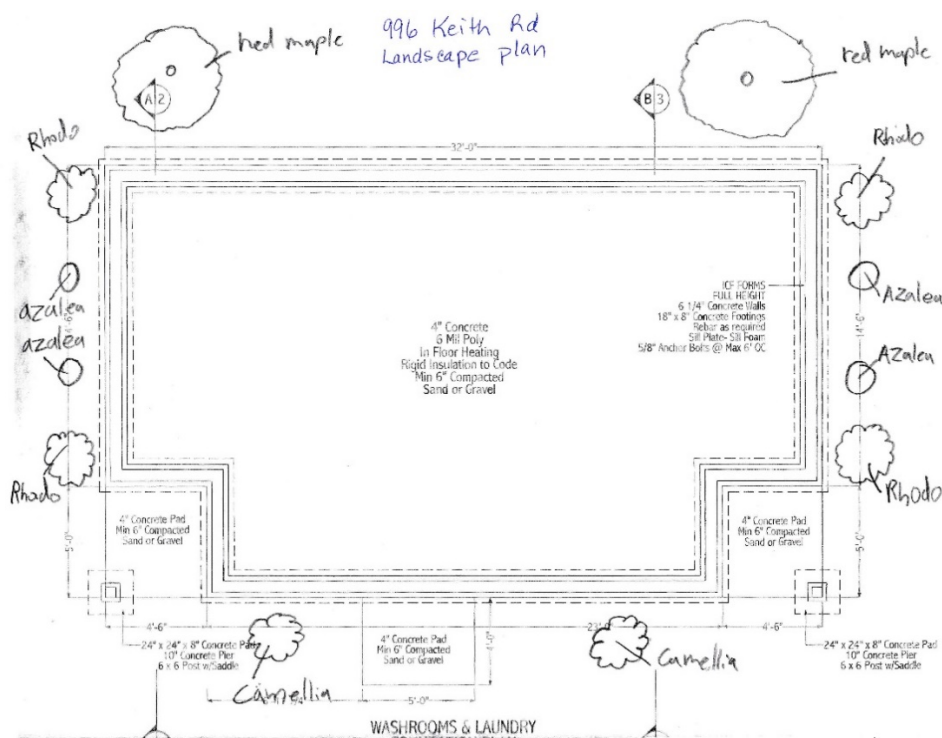 996 Keith Rd
Landscape plan
red maple
red maple
A 2
B 3
Rhodo
32'-0"
Rhodo
azalea
azalea
ICF FORMS
FULL HEIGHT
6 1/4" Concrete Walls
18" x 8" Concrete Footings
Rebar as required
Sill Plate- Sill Foam
5/8" Anchor Bolts @ Max 6' OC
Azalea
14'-6"
4" Concrete
6 Mil Poly
In Floor Heating
Rigid Insulation to Code
Min 6" Compacted
Sand or Gravel
Azalea
Rhodo
Rhodo
4" Concrete Pad
Min 6" Compacted
Sand or Gravel
5'-0"
4" Concrete Pad
Min 6" Compacted
Sand or Gravel
5'-0"
4'-6"
23'-0"
4'-6"
24" x 24" x 8" Concrete Pad
10" Concrete Pier
6 x 6 Post w/Saddle
4" Concrete Pad
Min 6" Compacted
Sand or Gravel
4'-0"
24" x 24" x 8" Concrete Pad
10" Concrete Pier
6 x 6 Post w/Saddle
Camellia
Camellia
5'-0"
WASHROOMS & LAUNDRY